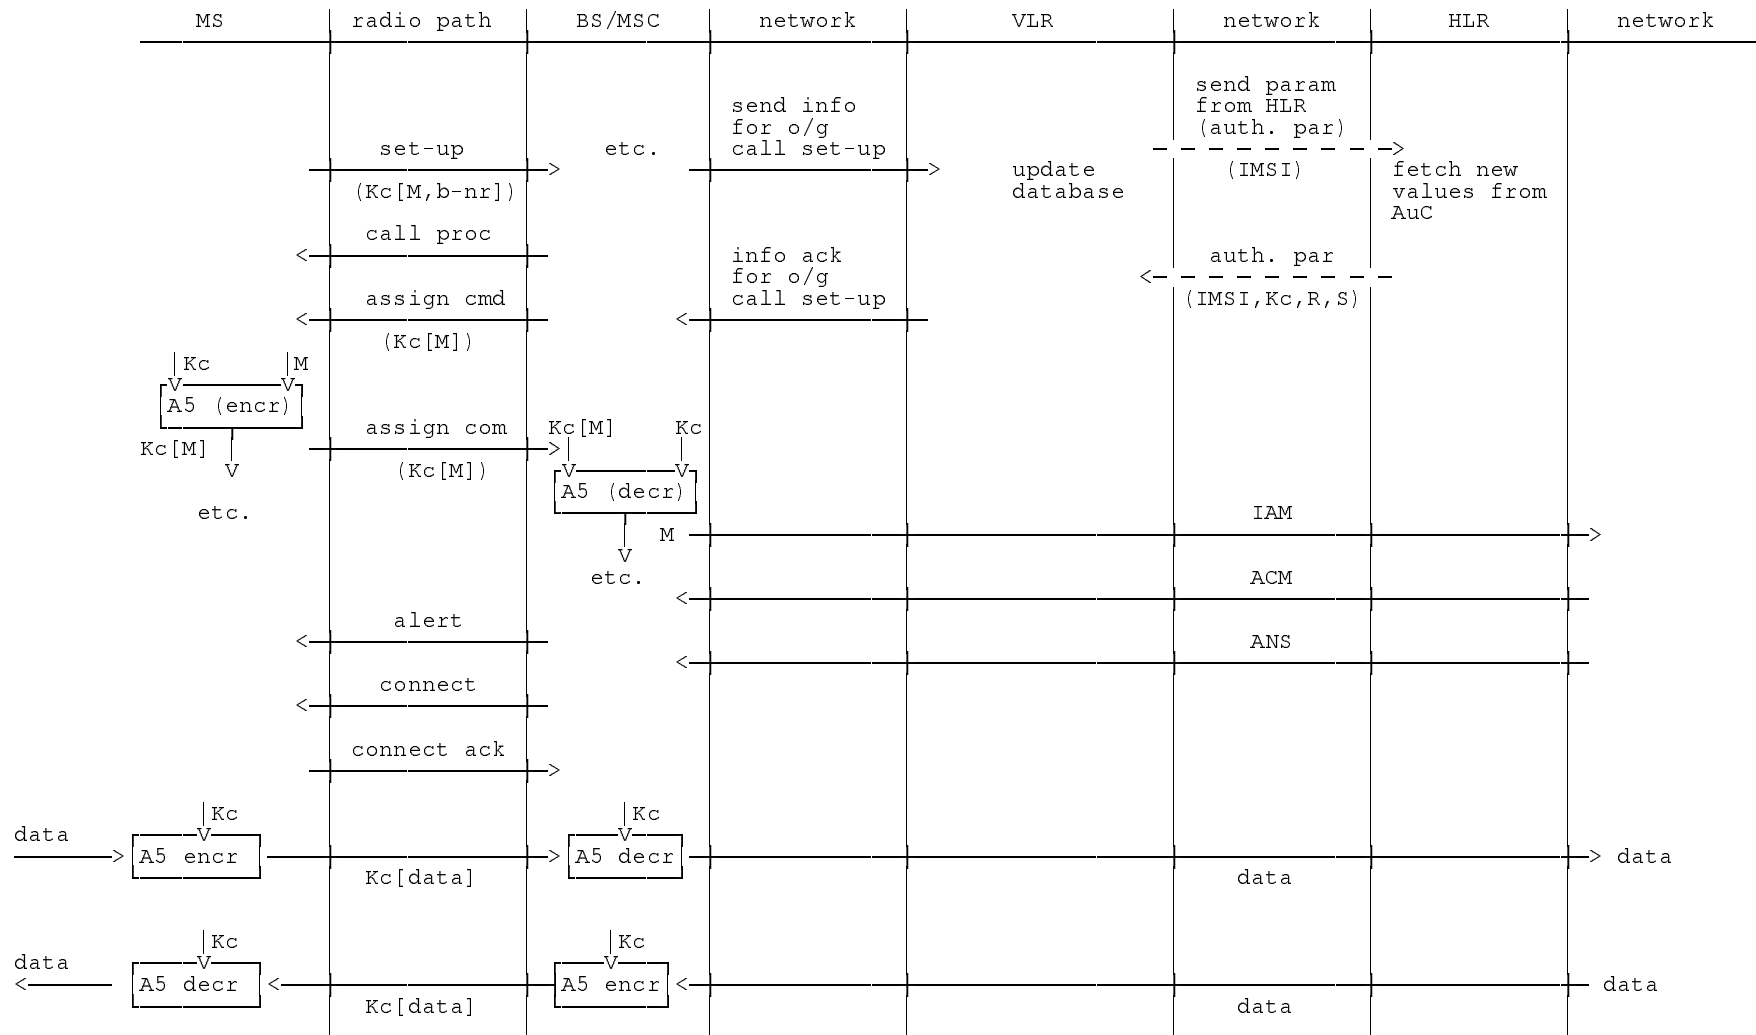 MS radio path BS/MSC network VLR network HLR network
send param
send info from HLR
for o/g (auth. par)
set-up etc. call set-up
(Kc[M,b-nr]) update (IMSI) fetch new
database values from
AuC
call proc
info ack auth. par
for o/g
assign cmd call set-up (IMSI,Kc,R,S)
(Kc[M])
Kc M
A5 (encr)
assign com Kc[M] Kc
Kc[M] (Kc[M])
A5 (decr)
etc. IAM
M
etc. ACM
alert
ANS
connect
connect ack
Kc Kc
data
A5 encr A5 decr data
Kc[data] data
Kc Kc
data
A5 decr A5 encr data
Kc[data] data